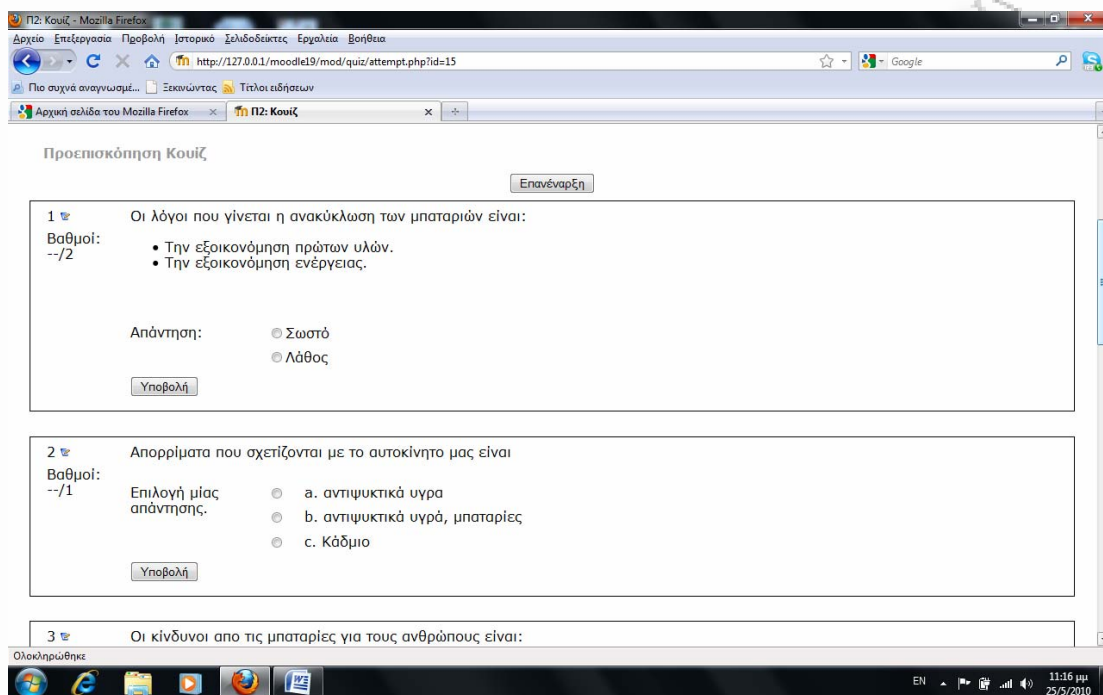 Π2: Κουίζ - Mozilla Firefox
Αρχείο Επεξεργασία Προβολή Ιστορικό Σελιδοδείκτες Εργαλεία Βοήθεια
http://127.0.0.1/moodle19/mod/quiz/attempt.php?id=15 Google
Πιο συχνά αναγνωσμέ... Ξεκινώντας Τίτλοι ειδήσεων
Αρχική σελίδα του Mozilla Firefox Π2: Κουίζ
Προεπισκόπηση Κουίζ
Επανέναρξη
1 Οι λόγοι που γίνεται η ανακύκλωση των μπαταριών είναι:
Βαθμοί:
--/2
• Την εξοικονόμηση πρώτων υλών.
• Την εξοικονόμηση ενέργειας.
Απάντηση: Σωστό
Λάθος
Υποβολή
2 Απορρίματα που σχετίζονται με το αυτοκίνητο μας είναι
Βαθμοί:
--/1
Επιλογή μίας απάντησης.
a. αντιψυκτικά υγρα
b. αντιψυκτικά υγρά, μπαταρίες
c. Κάδμιο
Υποβολή
3 Οι κίνδυνοι απο τις μπαταρίες για τους ανθρώπους είναι:
Ολοκληρώθηκε
EN 11:16 μμ
25/5/2010